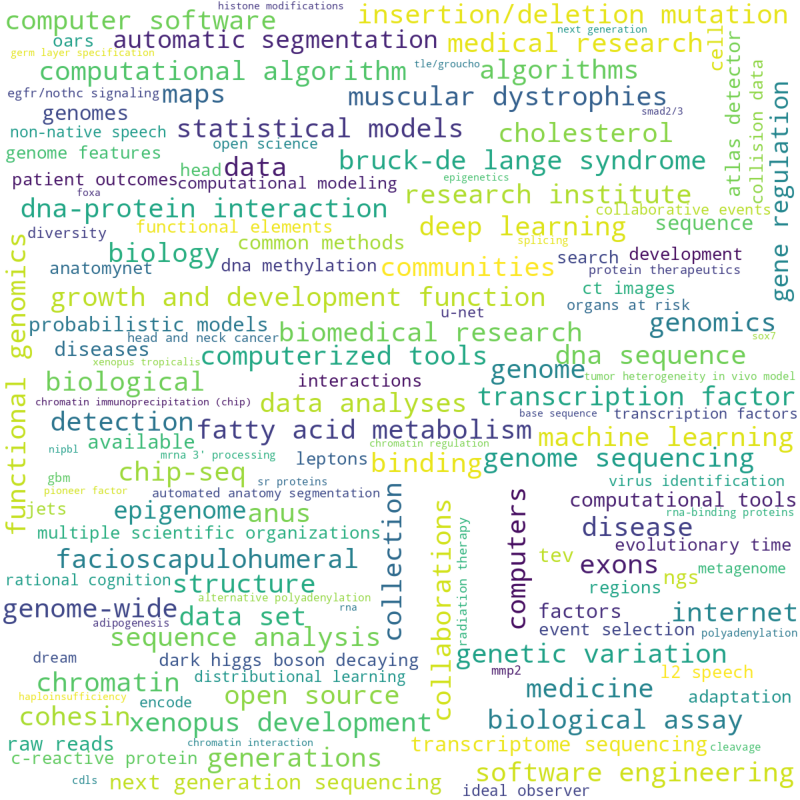 histone modifications
computer software
insertion/deletion mutation
next generation
oars
automatic segmentation
medical research
cell
germ layer specification
computational algorithm
tle/groucho
algorithms
atlas detector
collision data
gene regulation
egfr/nothc signaling
maps
muscular dystrophies
genomes
smad2/3
non-native speech
statistical models
cholesterol
open science
genome features
head
data
bruck-de lange syndrome
patient outcomes
computational modeling
epigenetics
foxa
research institute
dna-protein interaction
collaborative events
functional elements
deep learning
sequence
diversity
common methods
splicing
biology
search
development
anatomynet
dna methylation
communities
protein therapeutics
functional genomics
growth and development function
ct images
organs at risk
u-net
probabilistic models
head and neck cancer
biomedical research
genomics
sox7
diseases
xenopus tropicalis
computerized tools
dna sequence
genome
tumor heterogeneity in vivo model
biological
interactions
transcription factor
chromatin immunoprecipitation (chip)
data analyses
base sequence
transcription factors
detection
fatty acid metabolism
machine learning
available
chromatin regulation
nipbl
mrna 3' processing
leptons
binding
genome sequencing
chip-seq
sr proteins
gbm
virus identification
pioneer factor
automated anatomy segmentation
collection
computers
computational tools
jets
epigenome
anus
collaborations
radiation therapy
rna-binding proteins
disease
multiple scientific organizations
evolutionary time
facioscapulohumeral
tev
exons
metagenome
rational cognition
structure
ngs
regions
alternative polyadenylation
genome-wide
rna
data set
factors
internet
adipogenesis
event selection
polyadenylation
sequence analysis
genetic variation
dream
dark higgs boson decaying
mmp2
l2 speech
chromatin
distributional learning
medicine
haploinsufficiency
encode
open source
adaptation
cohesin
xenopus development
biological assay
raw reads
chromatin interaction
transcriptome sequencing
cleavage
c-reactive protein
generations
cdls
next generation sequencing
software engineering
ideal observer